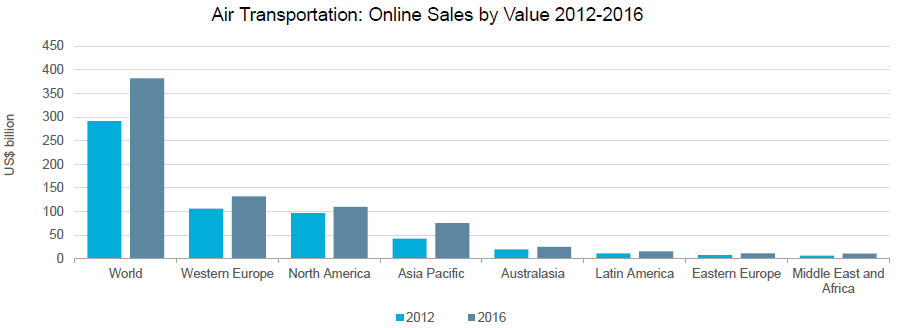 Air Transportation: Online Sales by Value 2012-2016
US$ billion
450
400
350
300
250
200
150
100
50
0
World
Western Europe
North America
Asia Pacific
Australasia
Latin America
Eastern Europe
Middle East and
Africa
2012
2016